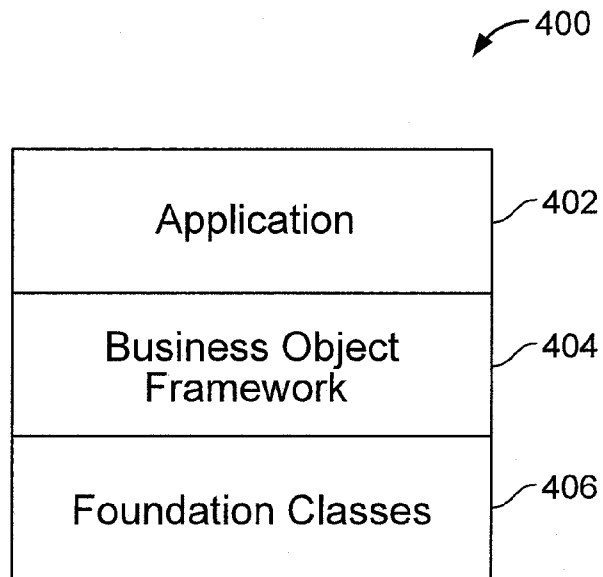 400
Application
402
Business Object
Framework
404
Foundation Classes
406